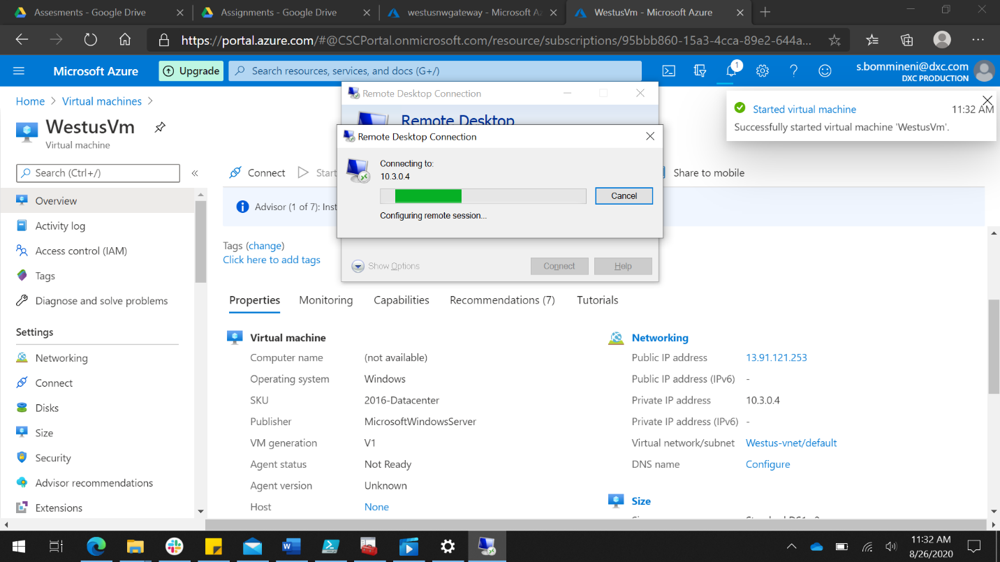 Assesments - Google Drive
Assignments - Google Drive
westusnwgateway - Microsoft Az
WestusVm - Microsoft Azure
https://portal.azure.com/#@CSCPortal.onmicrosoft.com/resource/subscriptions/95bbb860-15a3-4cca-89e2-644a...
Microsoft Azure
Upgrade
Search resources, services, and docs (G+/)
1
s.bommineni@dxc.com
DXC PRODUCTION
Home > Virtual machines >
WestusVm
Virtual machine
Search (Ctrl+/)
«
Overview
Activity log
Access control (IAM)
Tags
Diagnose and solve problems
Settings
Networking
Connect
Disks
Size
Security
Advisor recommendations
Extensions
Connect
Start
Share to mobile
Advisor (1 of 7): Inst
Tags (change)
Click here to add tags
Remote Desktop Connection
Remote Desktop
Remote Desktop Connection
Connecting to:
10.3.0.4
Cancel
Configuring remote session...
Show Options
Connect
Help
Started virtual machine
11:32 AM
Successfully started virtual machine 'WestusVm'.
Properties
Monitoring
Capabilities
Recommendations (7)
Tutorials
Virtual machine
Computer name (not available)
Operating system Windows
SKU 2016-Datacenter
Publisher MicrosoftWindowsServer
VM generation V1
Agent status Not Ready
Agent version Unknown
Host None
Networking
Public IP address 13.91.121.253
Public IP address (IPv6) -
Private IP address 10.3.0.4
Private IP address (IPv6) -
Virtual network/subnet Westus-vnet/default
DNS name Configure
Size
11:32 AM
8/26/2020